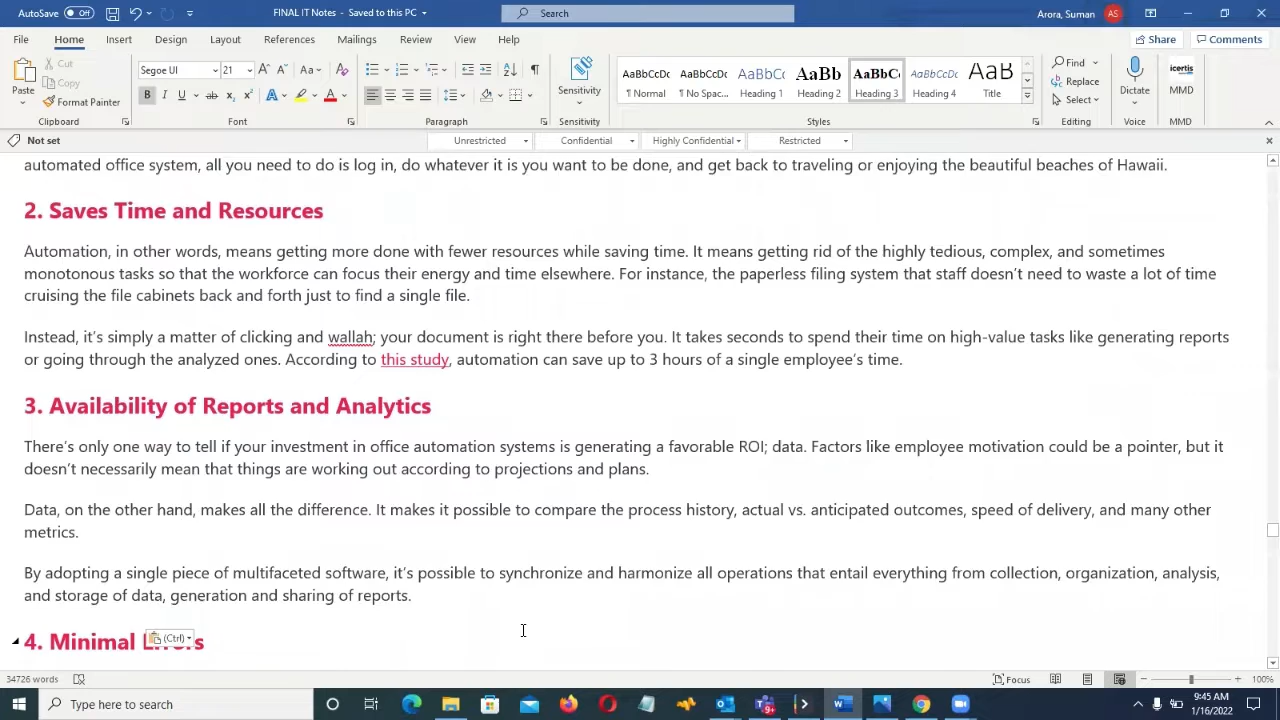 AutoSave Off FINAL IT Notes - Saved to this PC Search Arora, Suman AS
File Home Insert Design Layout References Mailings Review View Help Share Comments
Paste Cut Copy Format Painter Clipboard
Segoe UI 21 Font
Paragraph
Sensitivity Sensitivity
AaBbCcDc ¶ Normal AaBbCcDc ¶ No Spac... AaBbCc Heading 1 AaBb Heading 2 AaBbC Heading 3 AaBbCcDc Heading 4 AaB Title Styles
Find Replace Select Editing
Dictate Voice
icertis MMD MMD
Not set Unrestricted Confidential Highly Confidential Restricted
automated office system, all you need to do is log in, do whatever it is you want to be done, and get back to traveling or enjoying the beautiful beaches of Hawaii.
2. Saves Time and Resources
Automation, in other words, means getting more done with fewer resources while saving time. It means getting rid of the highly tedious, complex, and sometimes
monotonous tasks so that the workforce can focus their energy and time elsewhere. For instance, the paperless filing system that staff doesn't need to waste a lot of time
cruising the file cabinets back and forth just to find a single file.
Instead, it's simply a matter of clicking and wallah; your document is right there before you. It takes seconds to spend their time on high-value tasks like generating reports
or going through the analyzed ones. According to this study, automation can save up to 3 hours of a single employee's time.
3. Availability of Reports and Analytics
There's only one way to tell if your investment in office automation systems is generating a favorable ROI; data. Factors like employee motivation could be a pointer, but it
doesn't necessarily mean that things are working out according to projections and plans.
Data, on the other hand, makes all the difference. It makes it possible to compare the process history, actual vs. anticipated outcomes, speed of delivery, and many other
metrics.
By adopting a single piece of multifaceted software, it's possible to synchronize and harmonize all operations that entail everything from collection, organization, analysis,
and storage of data, generation and sharing of reports.
4. Minimal Errors
(Ctrl)
34726 words Focus 100%
Type here to search 9:45 AM
1/16/2022